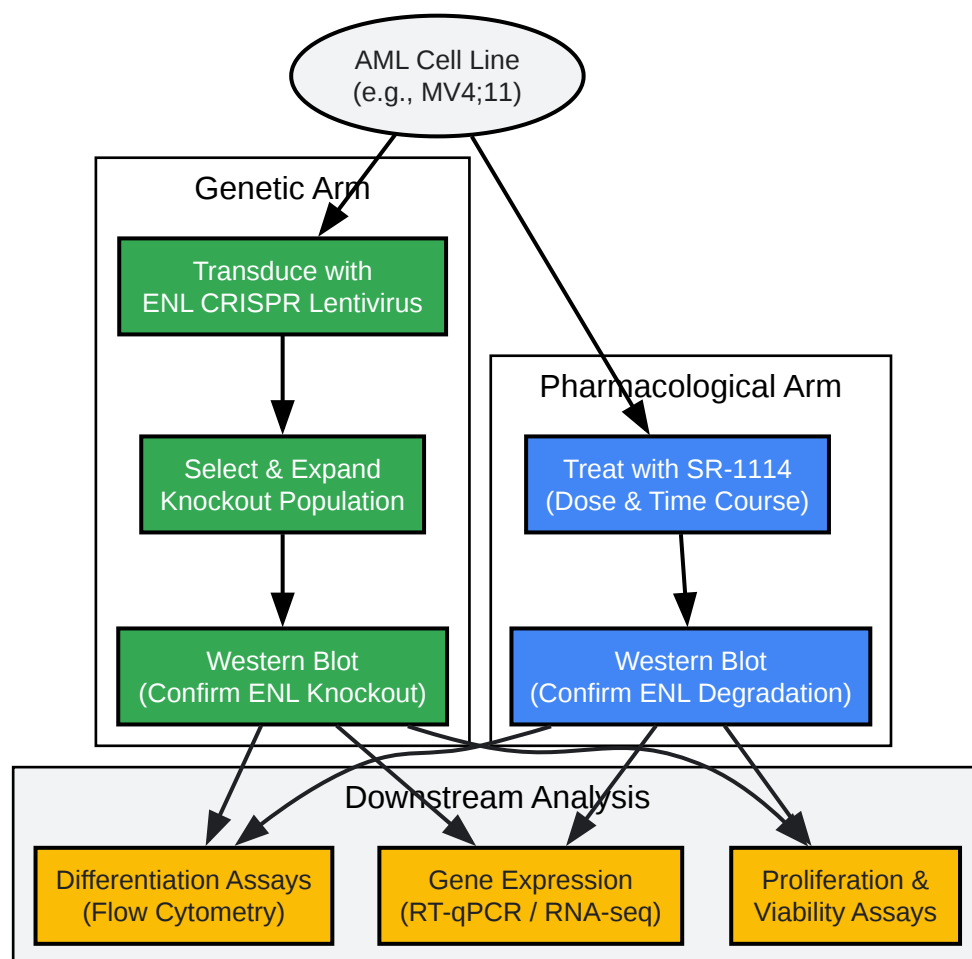 AML Cell Line
(e.g., MV4;11)
Genetic Arm
Transduce with
ENL CRISPR Lentivirus
Select & Expand
Knockout Population
Western Blot
(Confirm ENL Knockout)
Pharmacological Arm
Treat with SR-1114
(Dose & Time Course)
Western Blot
(Confirm ENL Degradation)
Downstream Analysis
Differentiation Assays
(Flow Cytometry)
Gene Expression
(RT-qPCR / RNA-seq)
Proliferation &
Viability Assays